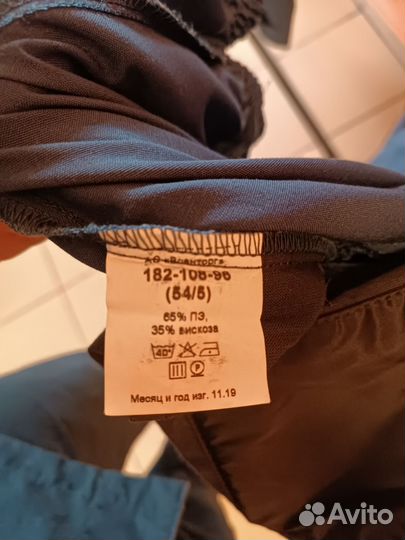 АО «Военторг»
182-108-96
(54/5)
65% ПЭ,
35% вискоза
40°
P
Месяц и год изг. 11.19
Avito